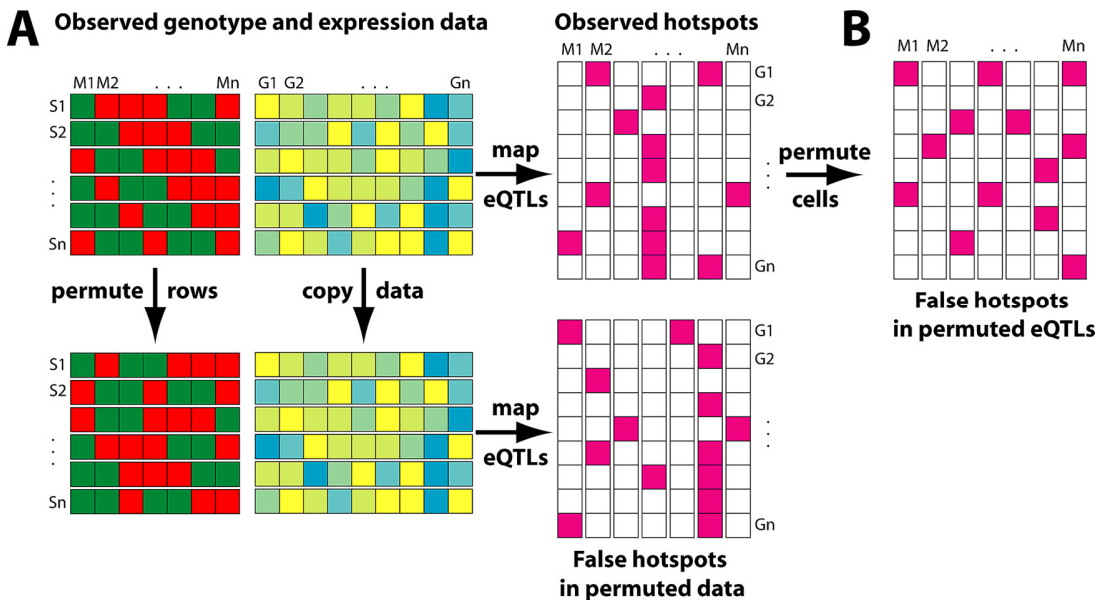 A
Observed genotype and expression data
M1 M2 . . . Mn
G1 G2 . . . Gn
S1
S2
. . .
Sn
map
eQTLs
Observed hotspots
M1 M2 . . . Mn
G1
G2
. . .
Gn
permute
cells
B
M1 M2 . . . Mn
False hotspots
in permuted eQTLs
permute rows
copy data
S1
S2
. . .
Sn
map
eQTLs
G1
G2
. . .
Gn
False hotspots
in permuted data